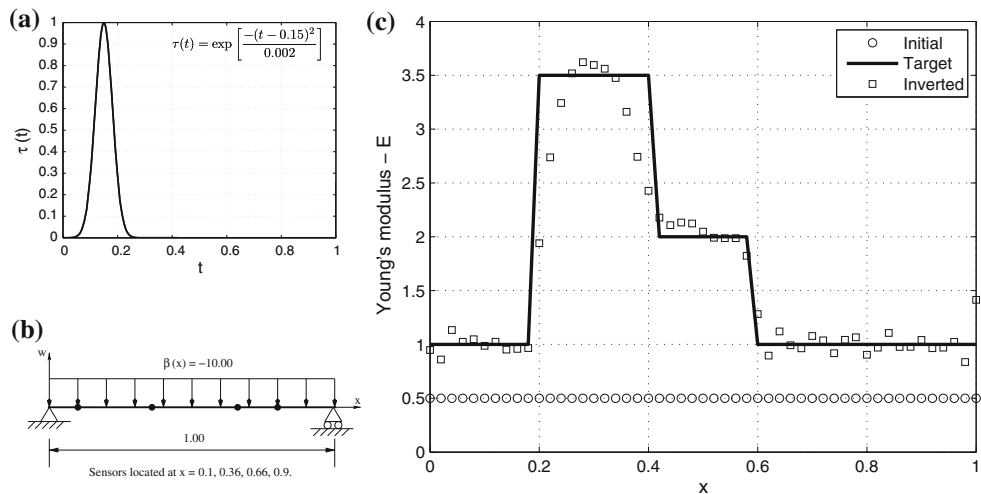 (a)
τ(t) = exp [ −(t − 0.15)² / 0.002 ]
1
0.9
0.8
0.7
0.6
0.5
0.4
0.3
0.2
0.1
0
0 0.2 0.4 0.6 0.8 1
τ (t)
t
(b)
w
β (x) = −10.00
x
1.00
Sensors located at x = 0.1, 0.36, 0.66, 0.9.
(c)
Initial
Target
Inverted
4
3.5
3
2.5
2
1.5
1
0.5
0
0 0.2 0.4 0.6 0.8 1
Young's modulus − E
x